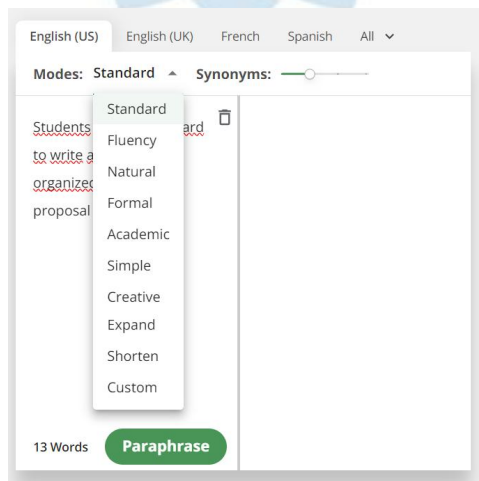 English (US) English (UK) French Spanish All
Modes: Standard Synonyms:
Standard
Fluency
Natural
Formal
Academic
Simple
Creative
Expand
Shorten
Custom
Students
to write
organized
proposal
13 Words Paraphrase